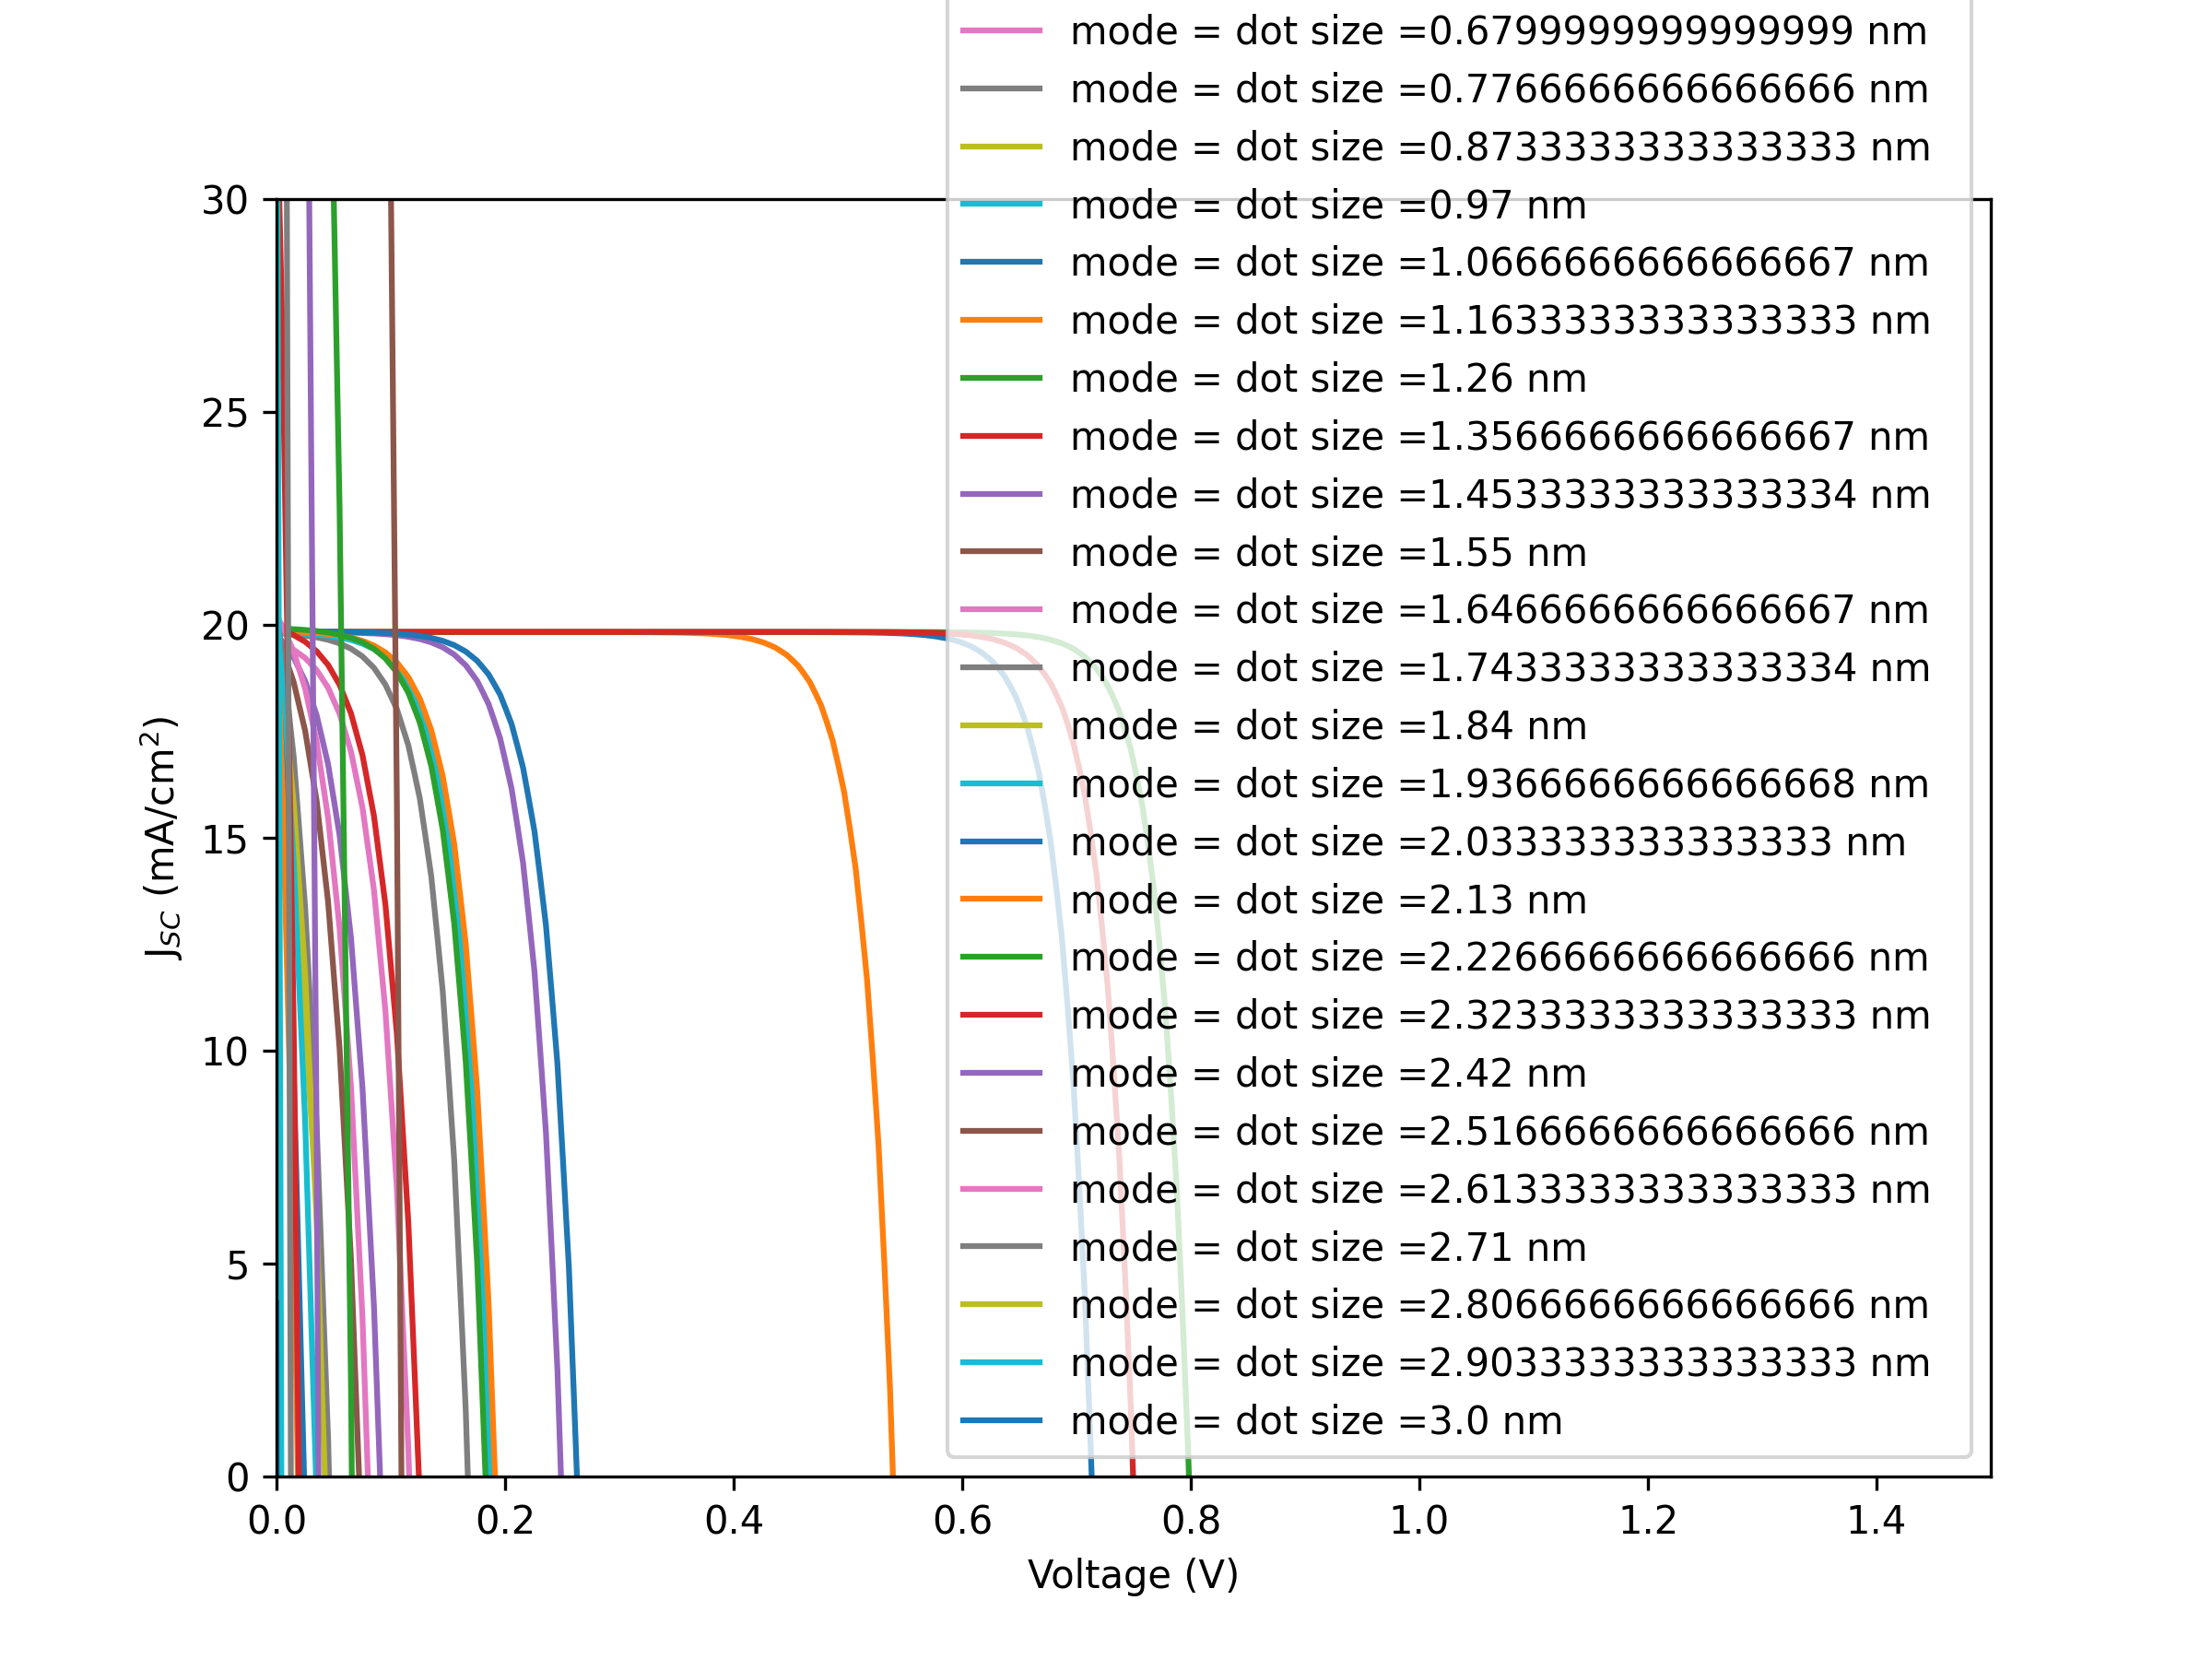 mode = dot size =0.6799999999999999 nm
mode = dot size =0.7766666666666666 nm
mode = dot size =0.8733333333333333 nm
mode = dot size =0.97 nm
mode = dot size =1.0666666666666667 nm
mode = dot size =1.1633333333333333 nm
mode = dot size =1.26 nm
mode = dot size =1.3566666666666667 nm
mode = dot size =1.4533333333333334 nm
mode = dot size =1.55 nm
mode = dot size =1.6466666666666667 nm
mode = dot size =1.7433333333333334 nm
mode = dot size =1.84 nm
mode = dot size =1.9366666666666668 nm
mode = dot size =2.033333333333333 nm
mode = dot size =2.13 nm
mode = dot size =2.2266666666666666 nm
mode = dot size =2.3233333333333333 nm
mode = dot size =2.42 nm
mode = dot size =2.5166666666666666 nm
mode = dot size =2.6133333333333333 nm
mode = dot size =2.71 nm
mode = dot size =2.8066666666666666 nm
mode = dot size =2.9033333333333333 nm
mode = dot size =3.0 nm
30
25
20
15
10
5
0
J$_{SC}$ (mA/cm²)
0.0 0.2 0.4 0.6 0.8 1.0 1.2 1.4
Voltage (V)